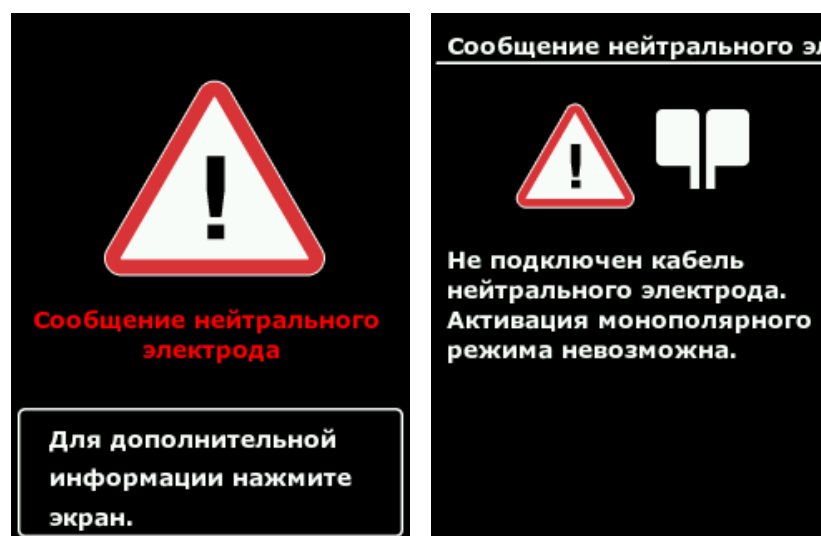 !
Сообщение нейтрального
электрода
Для дополнительной
информации нажмите
экран.
Сообщение нейтрального
!
Не подключен кабель
нейтрального электрода.
Активация монополярного
режима невозможна.